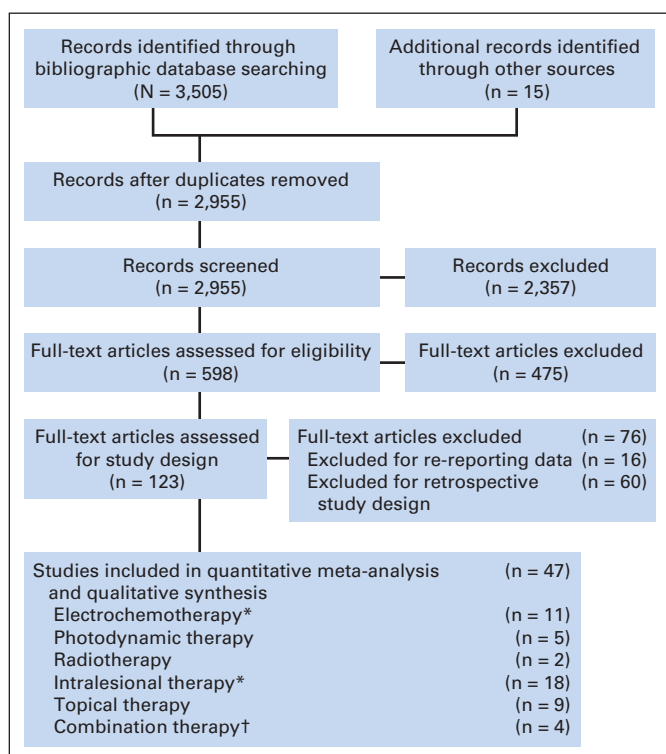 Records identified through
bibliographic database searching
(N = 3,505)
Additional records identified
through other sources
(n = 15)
Records after duplicates removed
(n = 2,955)
Records screened
(n = 2,955)
Records excluded
(n = 2,357)
Full-text articles assessed for eligibility
(n = 598)
Full-text articles excluded
(n = 475)
Full-text articles assessed
for study design
(n = 123)
Full-text articles excluded (n = 76)
Excluded for re-reporting data (n = 16)
Excluded for retrospective (n = 60)
study design
Studies included in quantitative meta-analysis (n = 47)
and qualitative synthesis
Electrochemotherapy* (n = 11)
Photodynamic therapy (n = 5)
Radiotherapy (n = 2)
Intralesional therapy* (n = 18)
Topical therapy (n = 9)
Combination therapy† (n = 4)